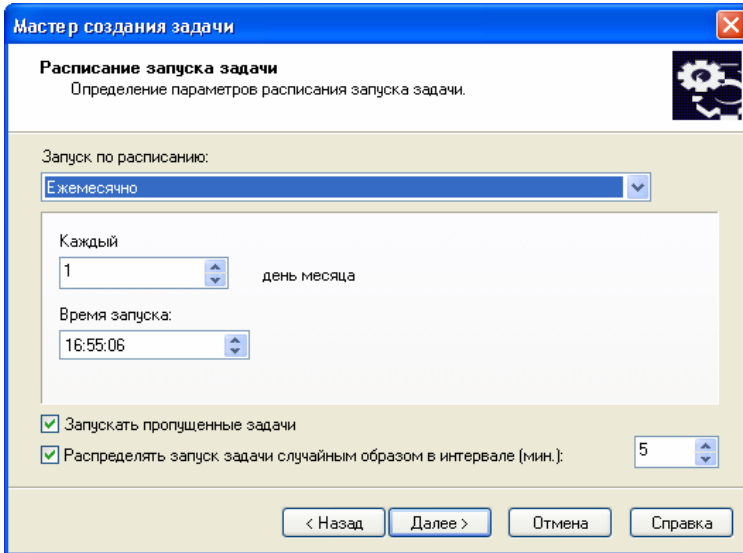 Мастер создания задачи
Расписание запуска задачи
Определение параметров расписания запуска задачи.
Запуск по расписанию:
Ежемесячно
Каждый
1 день месяца
Время запуска:
16:55:06
Запускать пропущенные задачи
Распределять запуск задачи случайным образом в интервале (мин.): 5
< Назад Далее > Отмена Справка